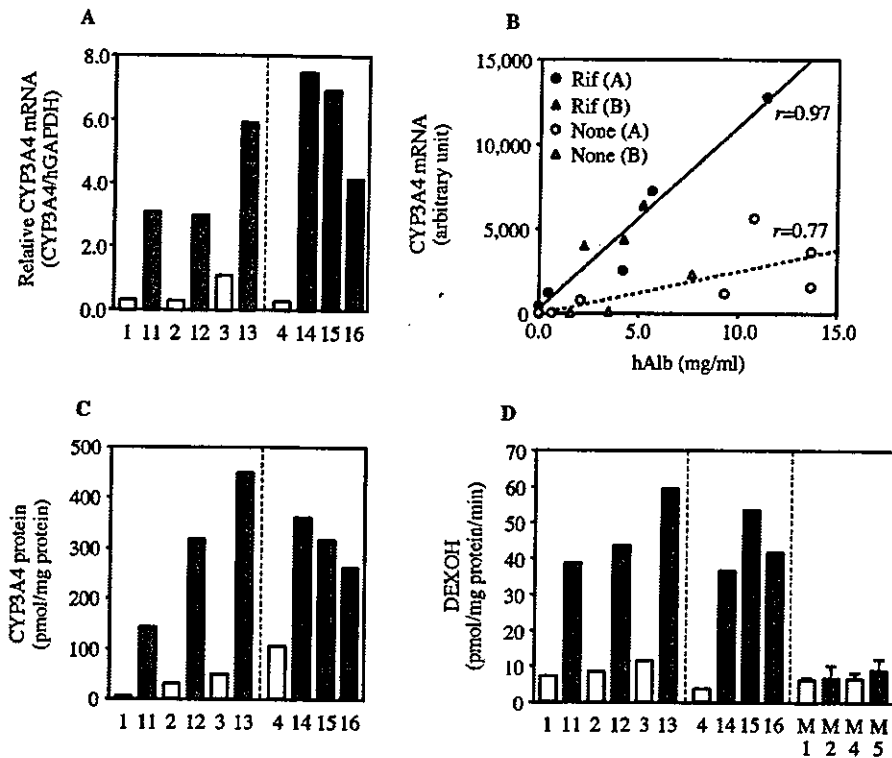 A
Relative CYP3A4 mRNA
(CYP3A4/hGAPDH)
8.0
6.0
4.0
2.0
0.0
1 11 2 12 3 13 4 14 15 16
B
CYP3A4 mRNA
(arbitrary unit)
15,000
10,000
5,000
0
Rif (A)
Rif (B)
None (A)
None (B)
r=0.97
r=0.77
0.0 5.0 10.0 15.0
hAlb (mg/ml)
C
CYP3A4 protein
(pmol/mg protein)
500
400
300
200
100
0
1 11 2 12 3 13 4 14 15 16
D
DEXOH
(pmol/mg protein/min)
70
60
50
40
30
20
10
0
1 11 2 12 3 13 4 14 15 16 M M M M
1 2 4 5